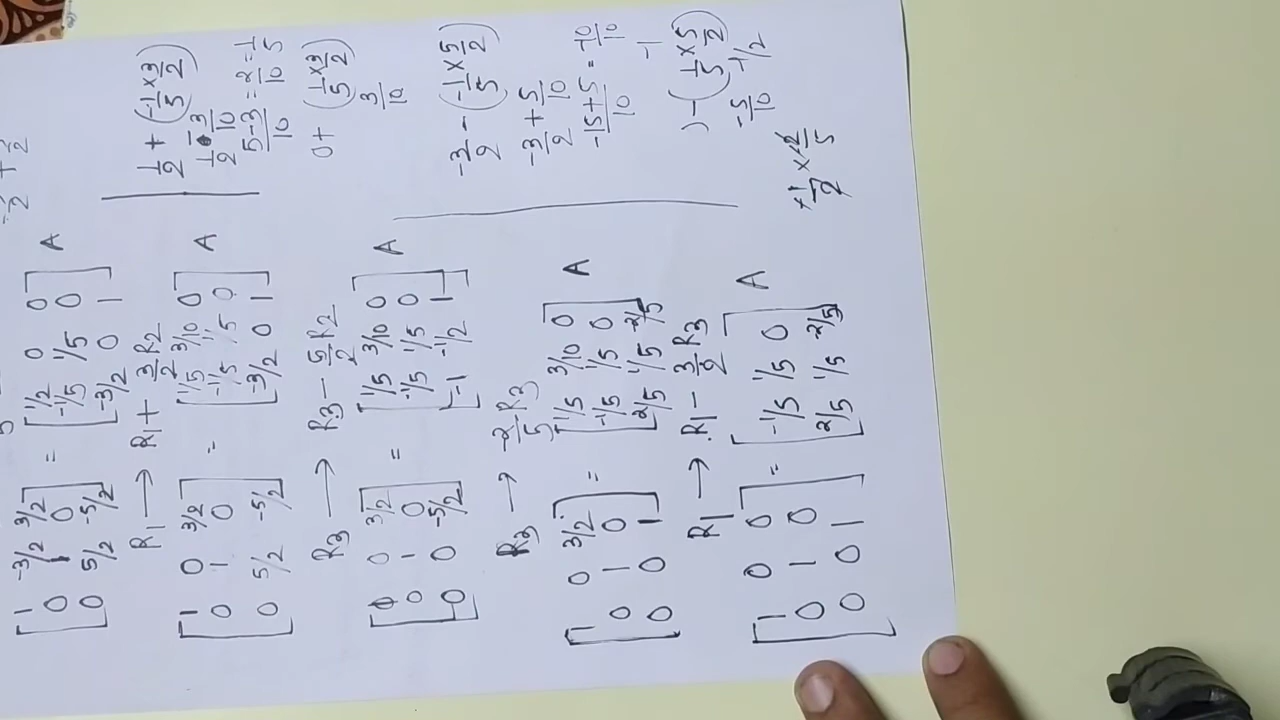 1 -3/2 3/2 1/2 0 0
0 1 0 = -1/5 1/5 0 A
0 5/2 -5/2 -3/2 0 1
R1 → R1 + 3/2 R2
1 0 3/2 1/5 3/10 0
0 1 0 = -1/5 1/5 0 A
0 5/2 -5/2 -3/2 0 1
R3 → R3 - 5/2 R2
1 0 3/2 1/5 3/10 0
0 1 0 = -1/5 1/5 0 A
0 0 -5/2 -1 -1/2 1
R3 → -2/5 R3
1 0 3/2 1/5 3/10 0
0 1 0 = -1/5 1/5 0 A
0 0 1 2/5 1/5 -2/5
R1 → R1 - 3/2 R3
1 0 0
0 1 0 = -1/5 1/5 0 A
0 0 1 2/5 1/5 -2/5
1/2 + (-1/5 × 3/2)
1/2 - 3/10
5-3/10 = 2/10 = 1/5
0 + (1/5 × 3/2)
3/10
-3/2 - (-1/5 × 5/2)
-3/2 + 5/10
-15+5/10 = -10/10
-1
- (1/5 × 5/2)
-5/10 -1/2